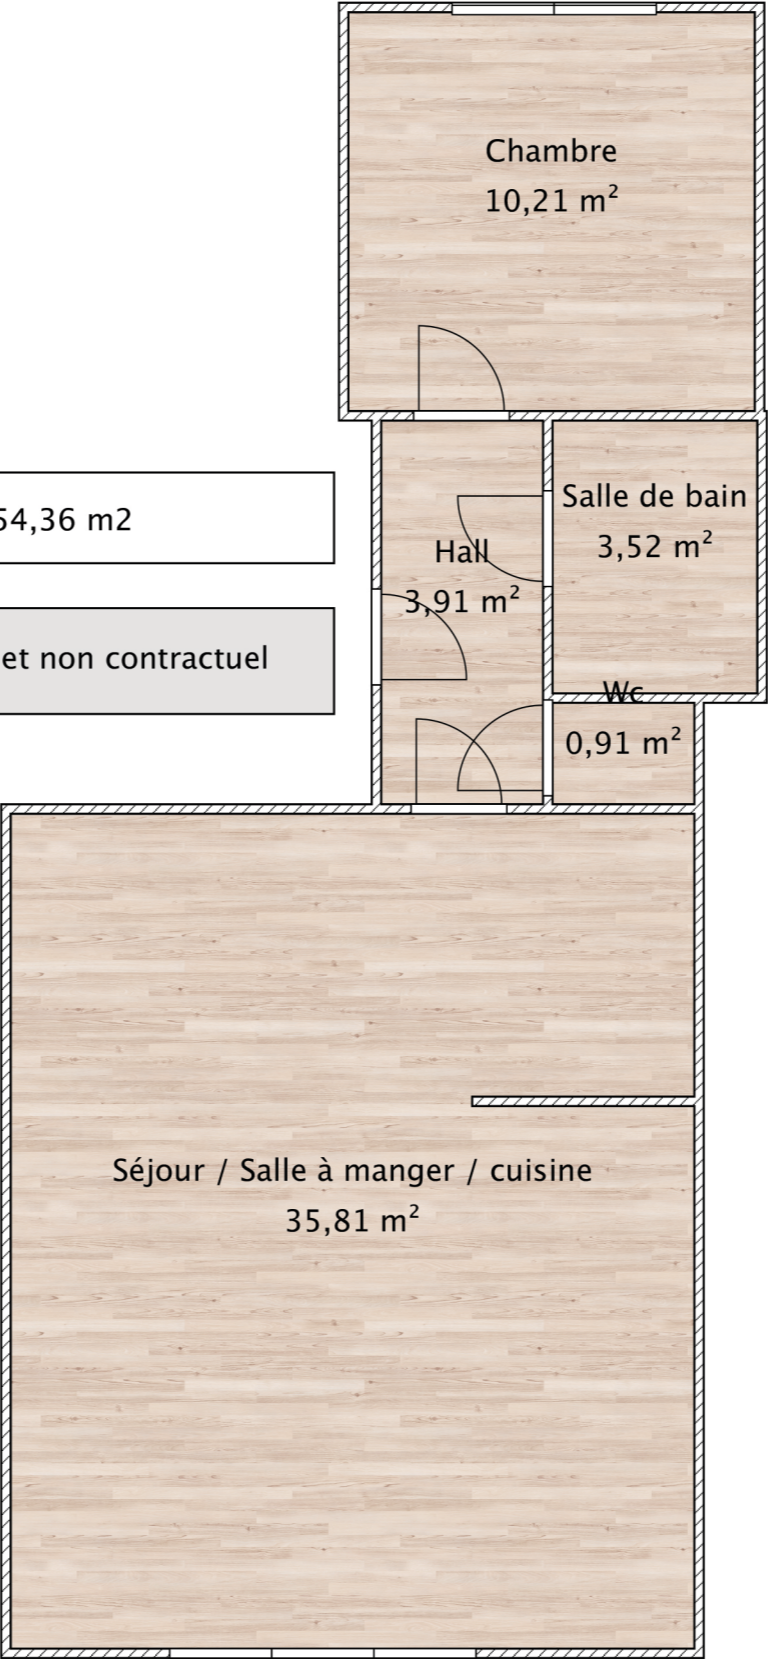 Chambre
10,21 m²
Salle de bain
3,52 m²
Hall
3,91 m²
54,36 m2
et non contractuel
Wc
0,91 m²
Séjour / Salle à manger / cuisine
35,81 m²